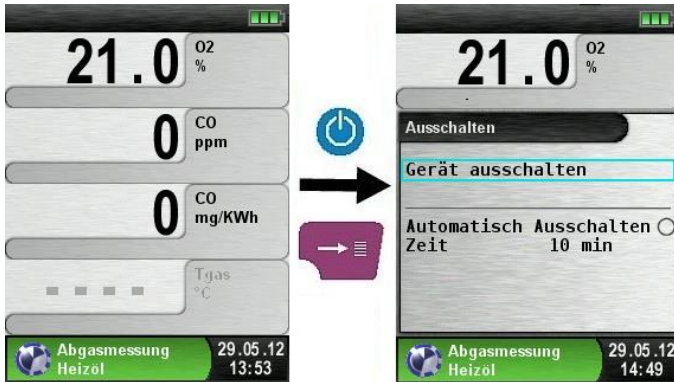 21.0 O2 %
0 CO ppm
0 CO mg/KWh
- - - - Tgas °C
Abgasmessung 29.05.12
Heizöl 13:53
21.0 O2 %
Ausschalten
Gerät ausschalten
Automatisch Ausschalten
Zeit 10 min
Abgasmessung 29.05.12
Heizöl 14:49